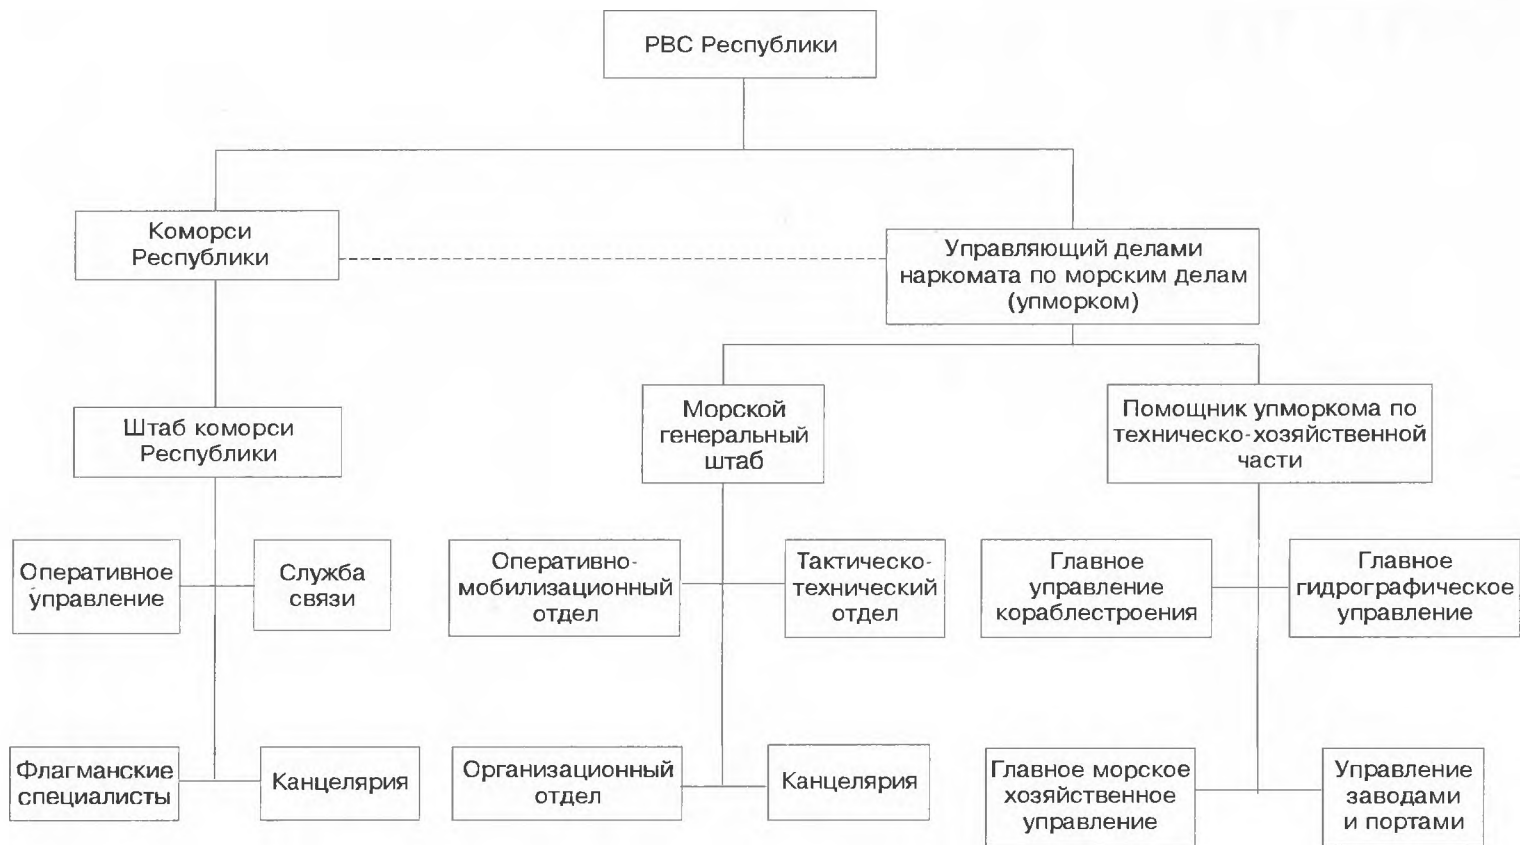 РВС Республики
Коморси
Республики
Управляющий делами
наркомата по морским делам
(упморком)
Штаб коморси
Республики
Морской
генеральный
штаб
Помощник упморкома по
техническо-хозяйственной
части
Оперативное
управление
Служба
связи
Оперативно-
мобилизационный
отдел
Тактическо-
технический
отдел
Главное
управление
кораблестроения
Главное
гидрографическое
управление
Флагманские
специалисты
Канцелярия
Организационный
отдел
Канцелярия
Главное морское
хозяйственное
управление
Управление
заводами
и портами